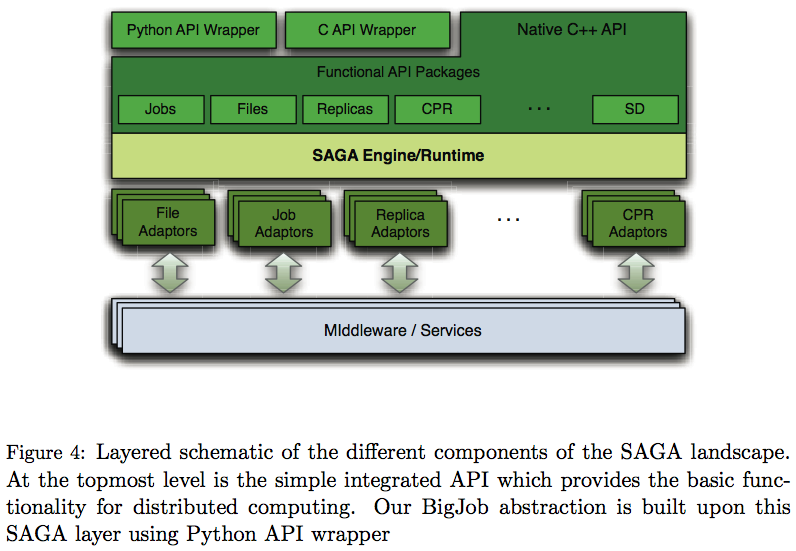 Python API Wrapper
C API Wrapper
Native C++ API
Functional API Packages
Jobs
Files
Replicas
CPR
...
SD
SAGA Engine/Runtime
File
Adaptors
Job
Adaptors
Replica
Adaptors
...
CPR
Adaptors
MIddleware / Services
Figure 4: Layered schematic of the different components of the SAGA landscape.
At the topmost level is the simple integrated API which provides the basic func-
tionality for distributed computing. Our BigJob abstraction is built upon this
SAGA layer using Python API wrapper